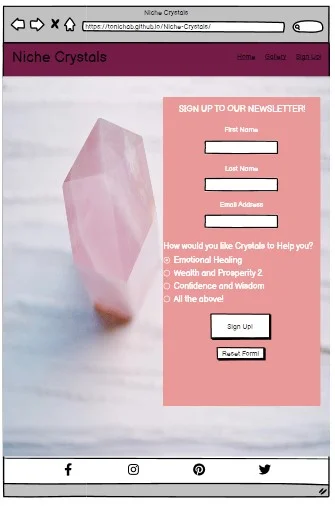 Niche Crystals
https://tonichab.github.io/Niche-Crystals/
Niche Crystals
Home Gallery Sign Up!
SIGN UP TO OUR NEWSLETTER!
First Name
Last Name
Email Address
How would you like Crystals to Help you?
Emotional Healing
Wealth and Prosperity 2
Confidence and Wisdom
All the above!
Sign Up!
Reset Form!